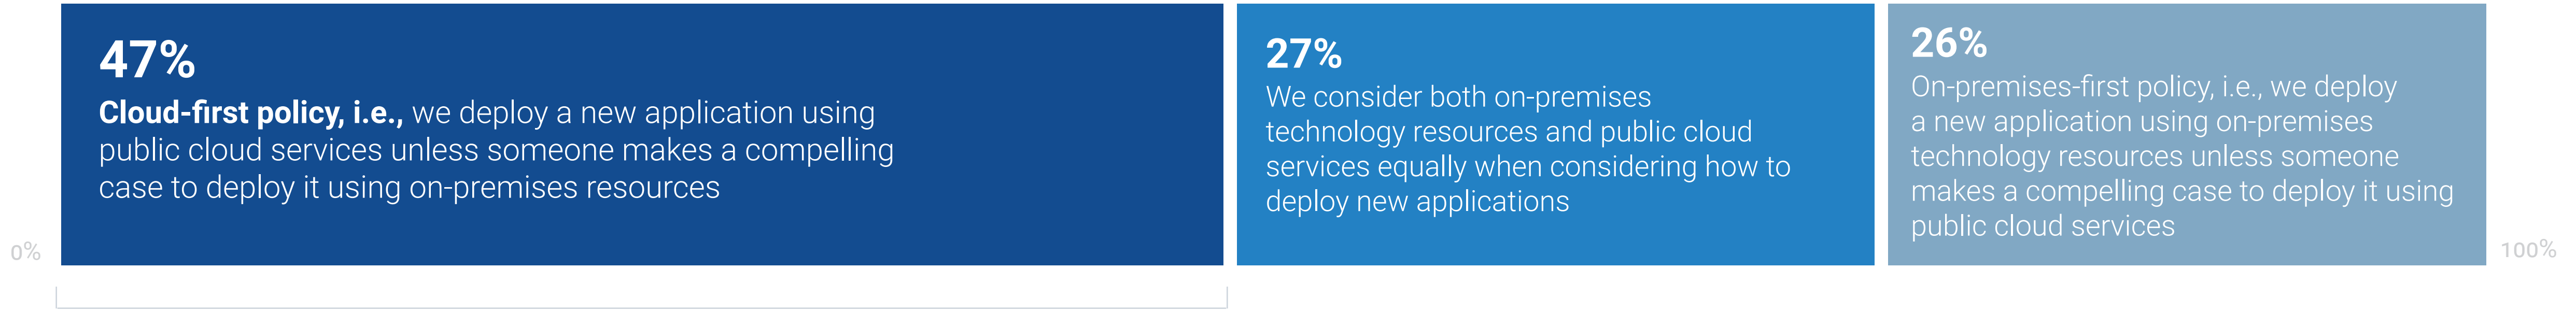 47%
Cloud-first policy, i.e., we deploy a new application using
public cloud services unless someone makes a compelling
case to deploy it using on-premises resources
27%
We consider both on-premises
technology resources and public cloud
services equally when considering how to
deploy new applications
26%
On-premises-first policy, i.e., we deploy
a new application using on-premises
technology resources unless someone
makes a compelling case to deploy it using
public cloud services
0%
100%